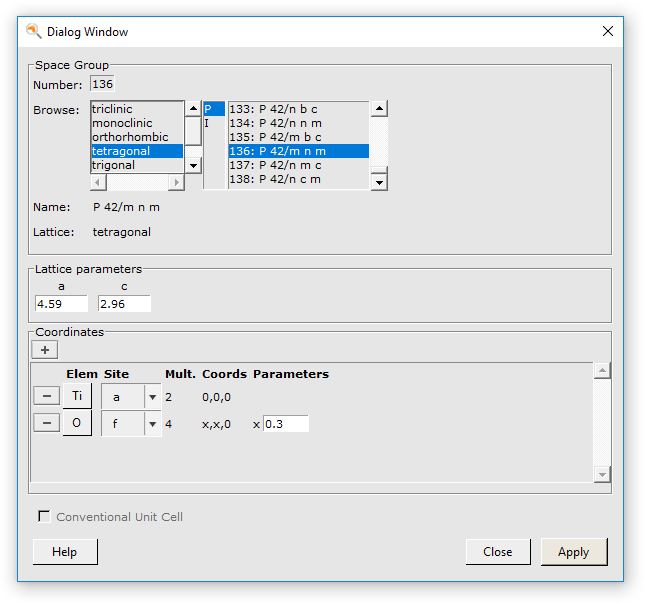 Dialog Window
Space Group
Number: 136
Browse:
triclinic
monoclinic
orthorhombic
tetragonal
trigonal
P
I
133: P 42/n b c
134: P 42/n n m
135: P 42/m b c
136: P 42/m n m
137: P 42/n m c
138: P 42/n c m
Name: P 42/m n m
Lattice: tetragonal
Lattice parameters
a c
4.59 2.96
Coordinates
+
Elem Site Mult. Coords Parameters
− Ti a 2 0,0,0
− O f 4 x,x,0 x 0.3
Conventional Unit Cell
Help Close Apply